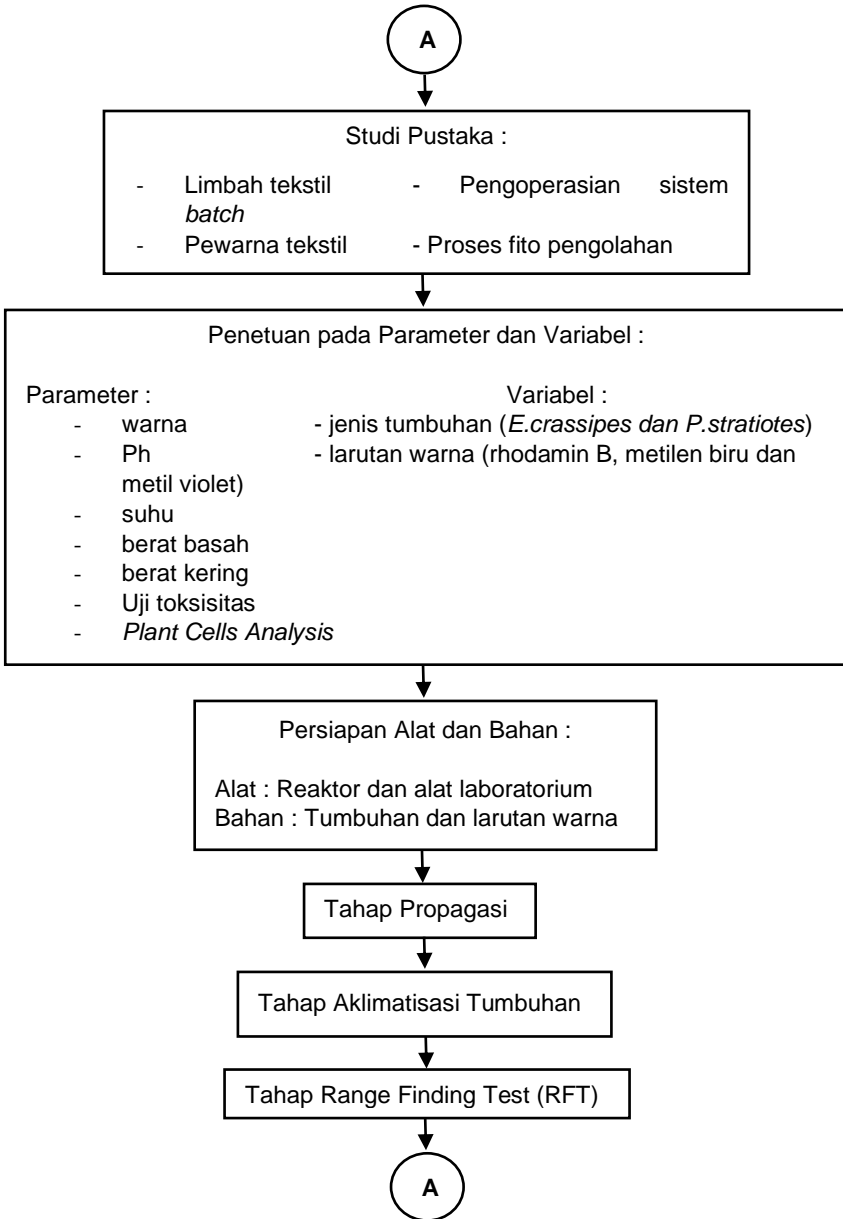 A
Studi Pustaka :
- Limbah tekstil - Pengoperasian sistem
batch
- Pewarna tekstil - Proses fito pengolahan
Penetuan pada Parameter dan Variabel :
Parameter : Variabel :
- warna - jenis tumbuhan (E.crassipes dan P.stratiotes)
- Ph - larutan warna (rhodamin B, metilen biru dan
metil violet)
- suhu
- berat basah
- berat kering
- Uji toksisitas
- Plant Cells Analysis
Persiapan Alat dan Bahan :
Alat : Reaktor dan alat laboratorium
Bahan : Tumbuhan dan larutan warna
Tahap Propagasi
Tahap Aklimatisasi Tumbuhan
Tahap Range Finding Test (RFT)
A